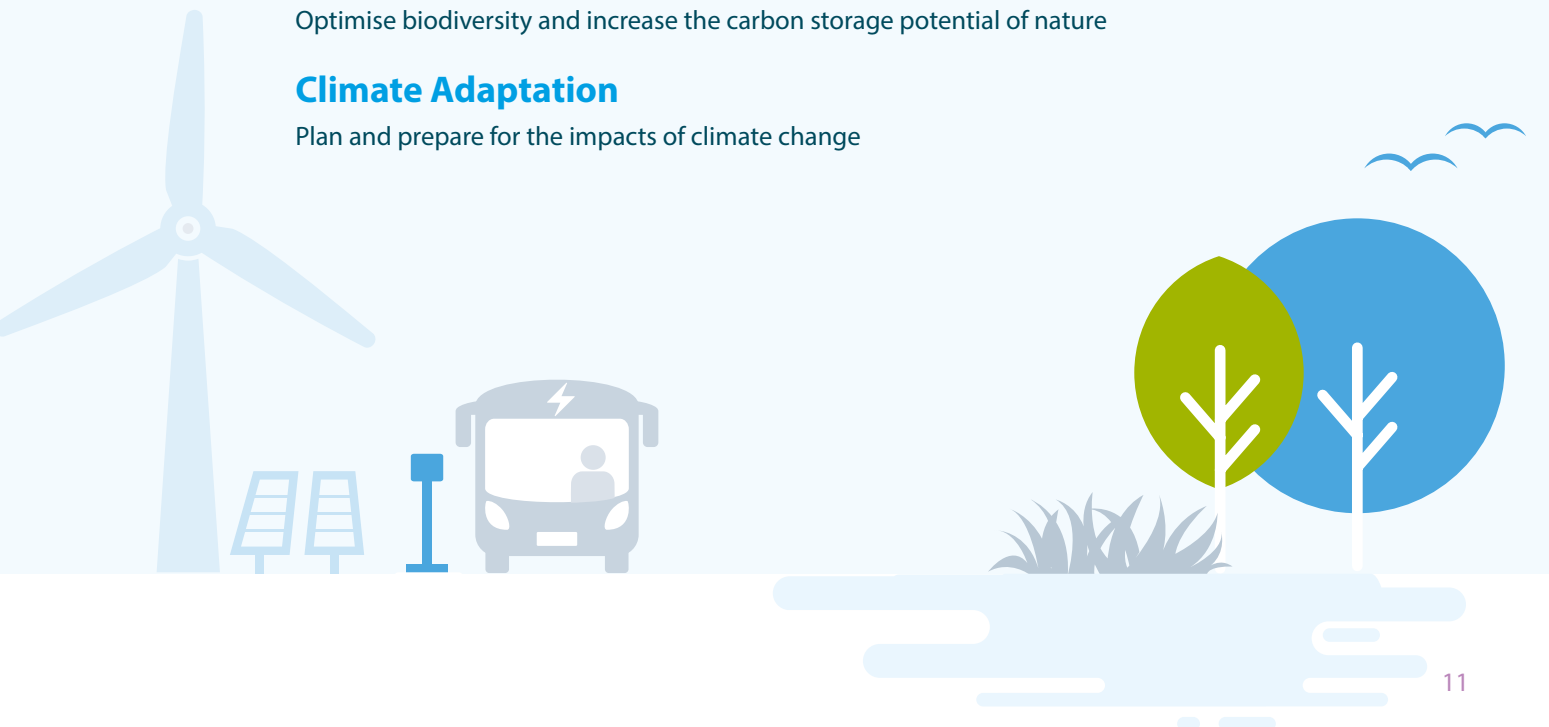 Optimise biodiversity and increase the carbon storage potential of nature
Climate Adaptation
Plan and prepare for the impacts of climate change
11